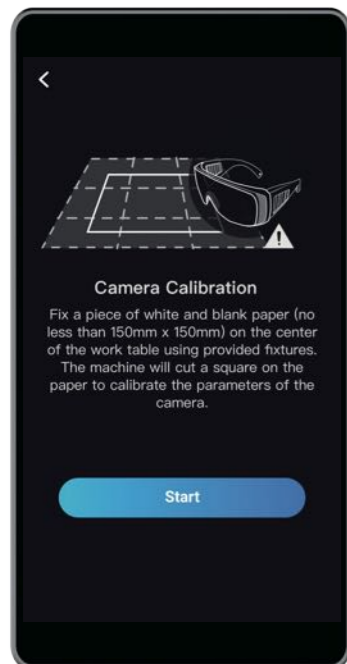 Camera Calibration
Fix a piece of white and blank paper (no
less than 150mm x 150mm) on the center
of the work table using provided fixtures.
The machine will cut a square on the
paper to calibrate the parameters of the
camera.
Start